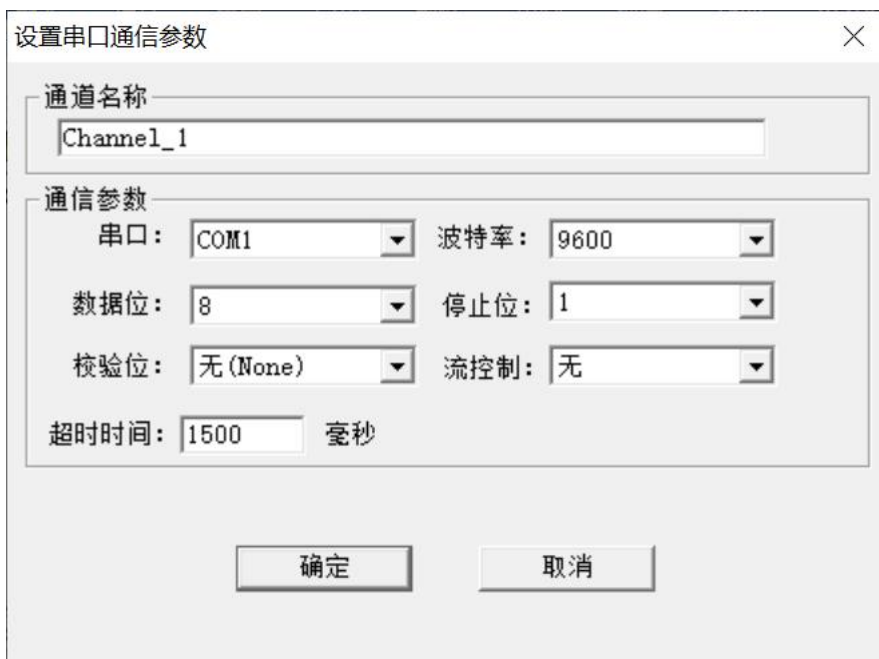 设置串口通信参数
通道名称
Channel_1
通信参数
串口： COM1 波特率： 9600
数据位： 8 停止位： 1
校验位： 无(None) 流控制： 无
超时时间： 1500 毫秒
确定 取消